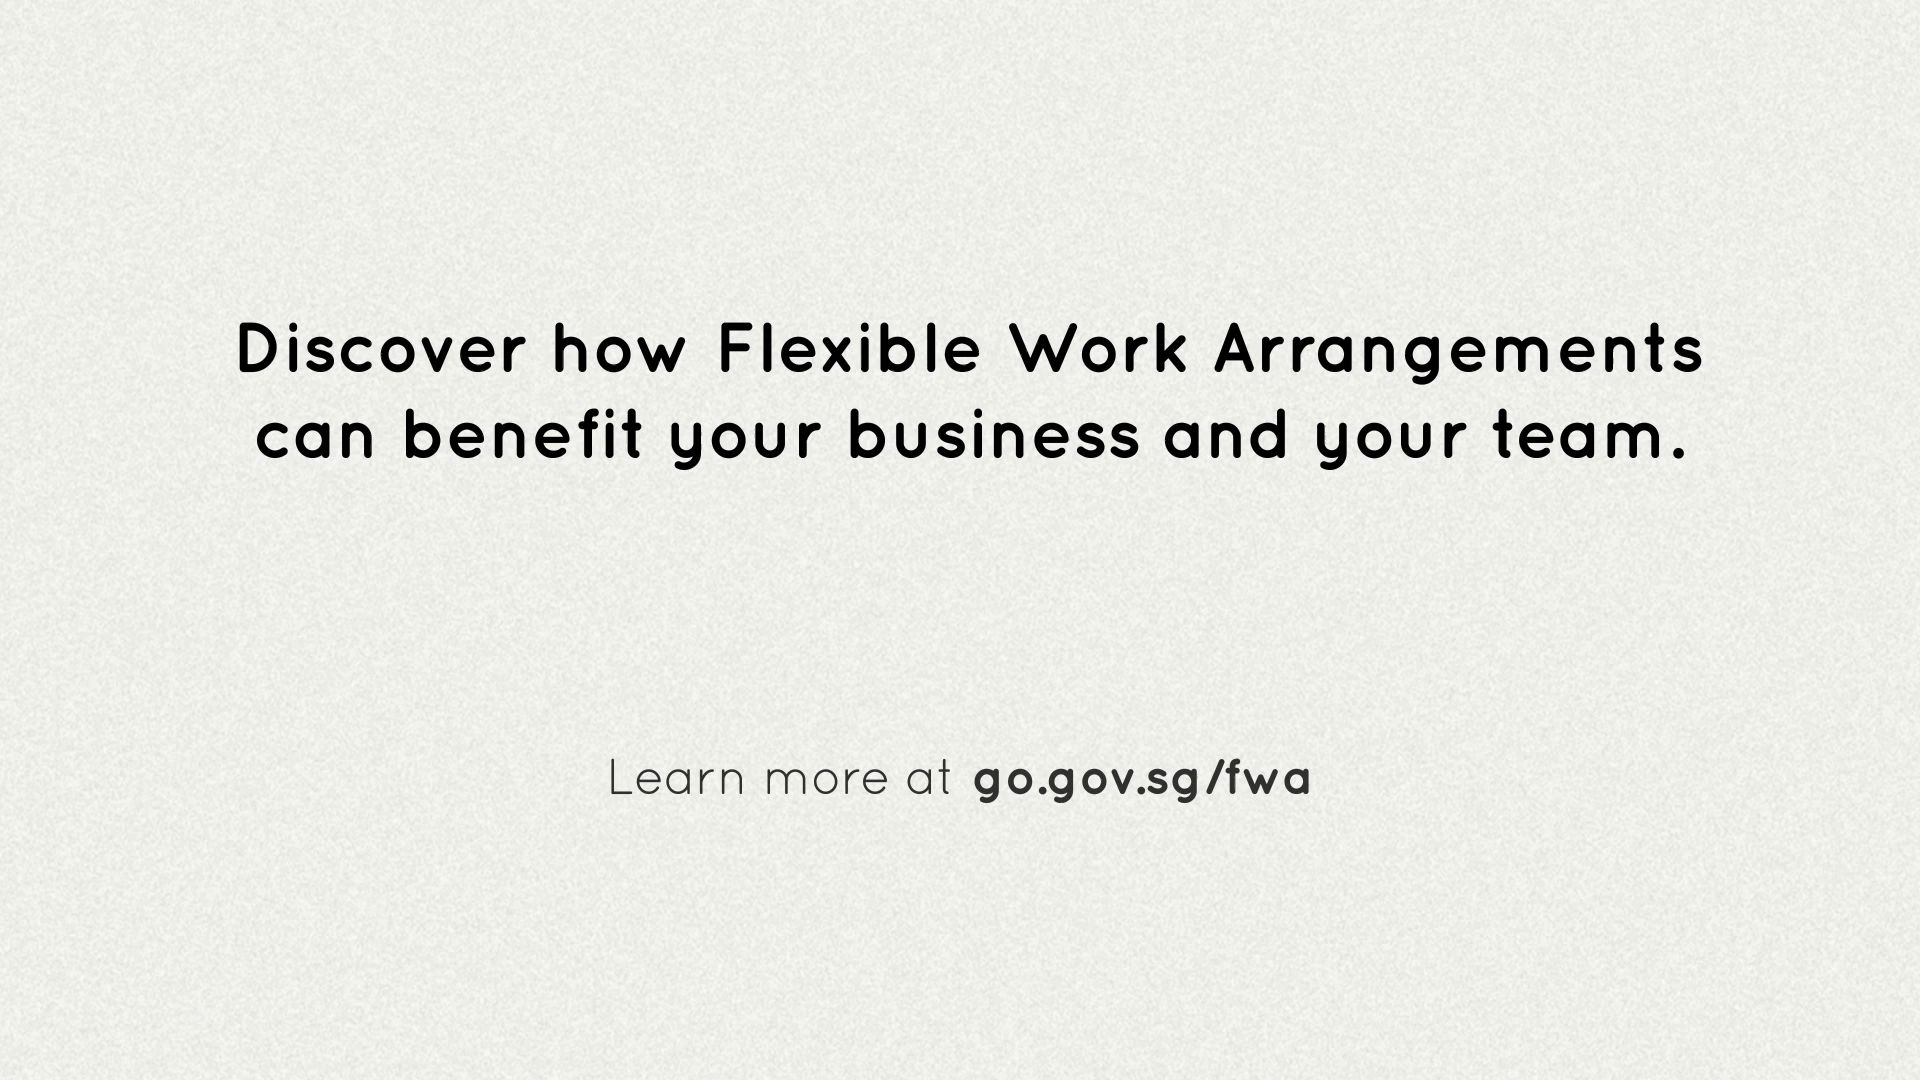 Discover how Flexible Work Arrangements
can benefit your business and your team.
Learn more at go.gov.sg/fwa